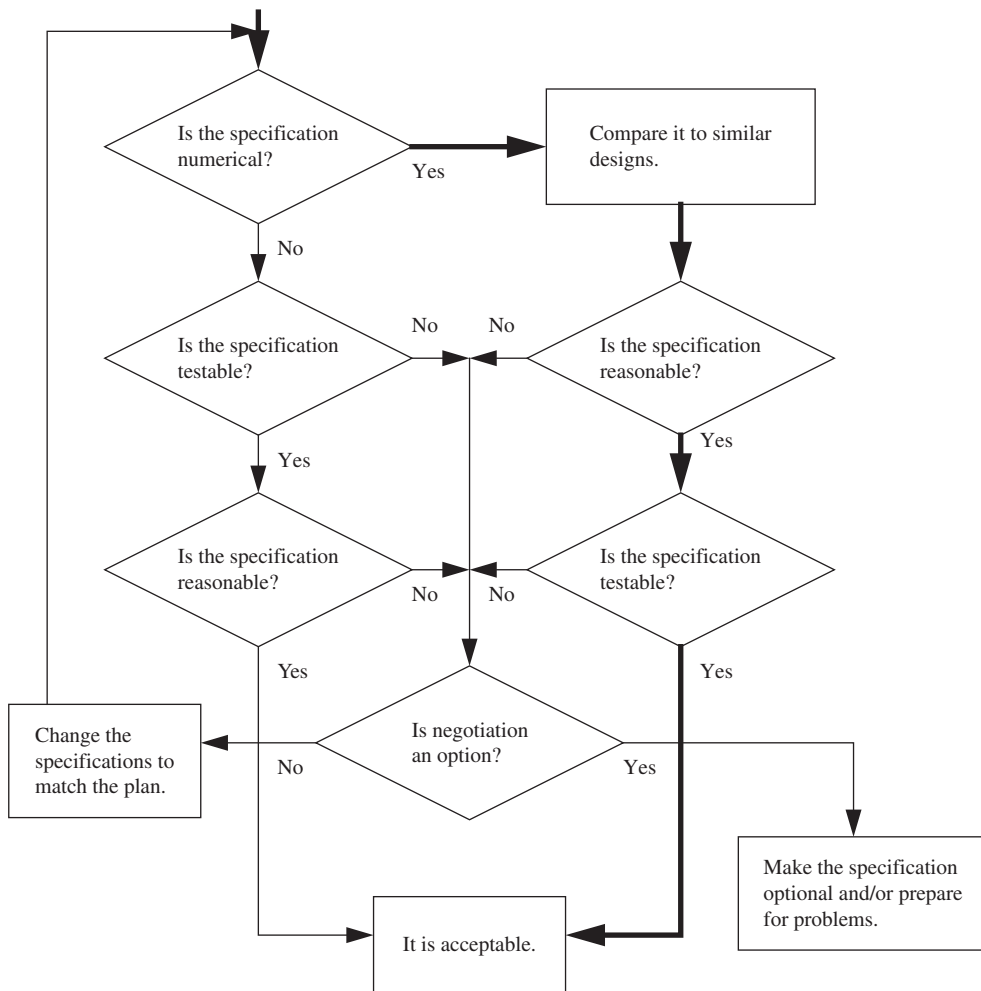 Is the specification
numerical?
Yes
Compare it to similar
designs.
No
Is the specification
testable?
No
No
Is the specification
reasonable?
Yes
Yes
Is the specification
reasonable?
No
No
Is the specification
testable?
Yes
Yes
Change the
specifications to
match the plan.
No
Is negotiation
an option?
Yes
Make the specification
optional and/or prepare
for problems.
It is acceptable.